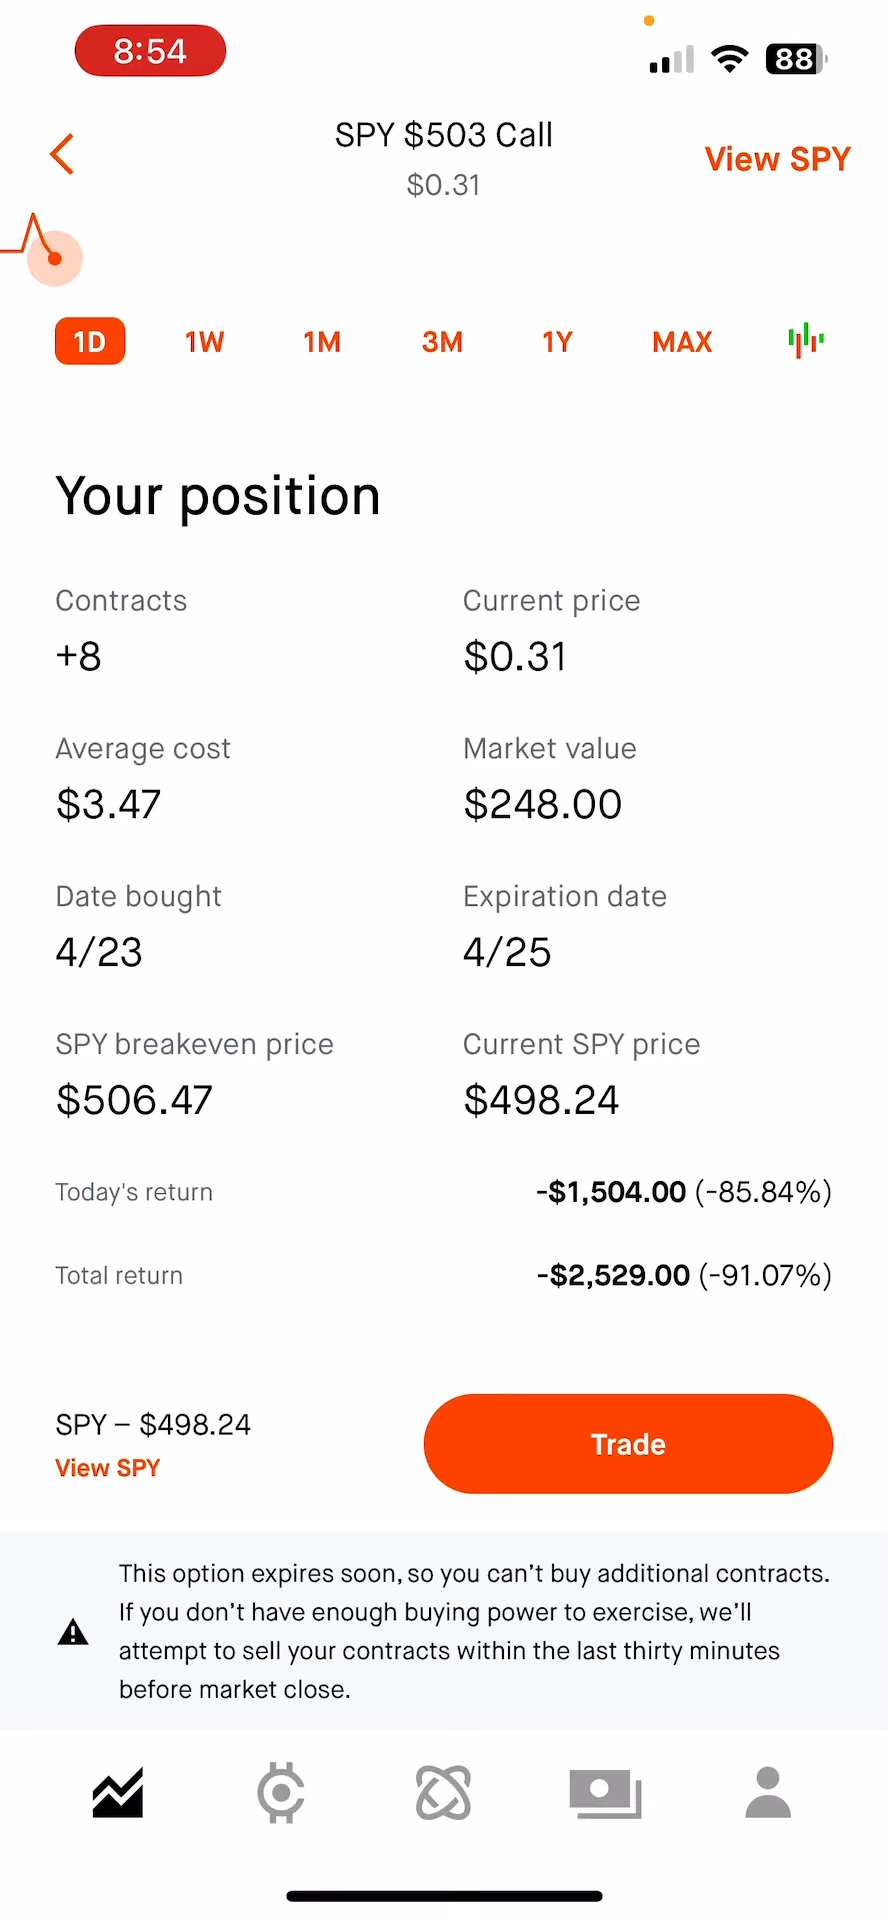 8:54
88
SPY $503 Call
$0.31
View SPY
1D 1W 1M 3M 1Y MAX
Your position
Contracts
+8
Current price
$0.31
Average cost
$3.47
Market value
$248.00
Date bought
4/23
Expiration date
4/25
SPY breakeven price
$506.47
Current SPY price
$498.24
Today's return
-$1,504.00 (-85.84%)
Total return
-$2,529.00 (-91.07%)
SPY – $498.24
View SPY
Trade
This option expires soon, so you can’t buy additional contracts.
If you don’t have enough buying power to exercise, we’ll
attempt to sell your contracts within the last thirty minutes
before market close.